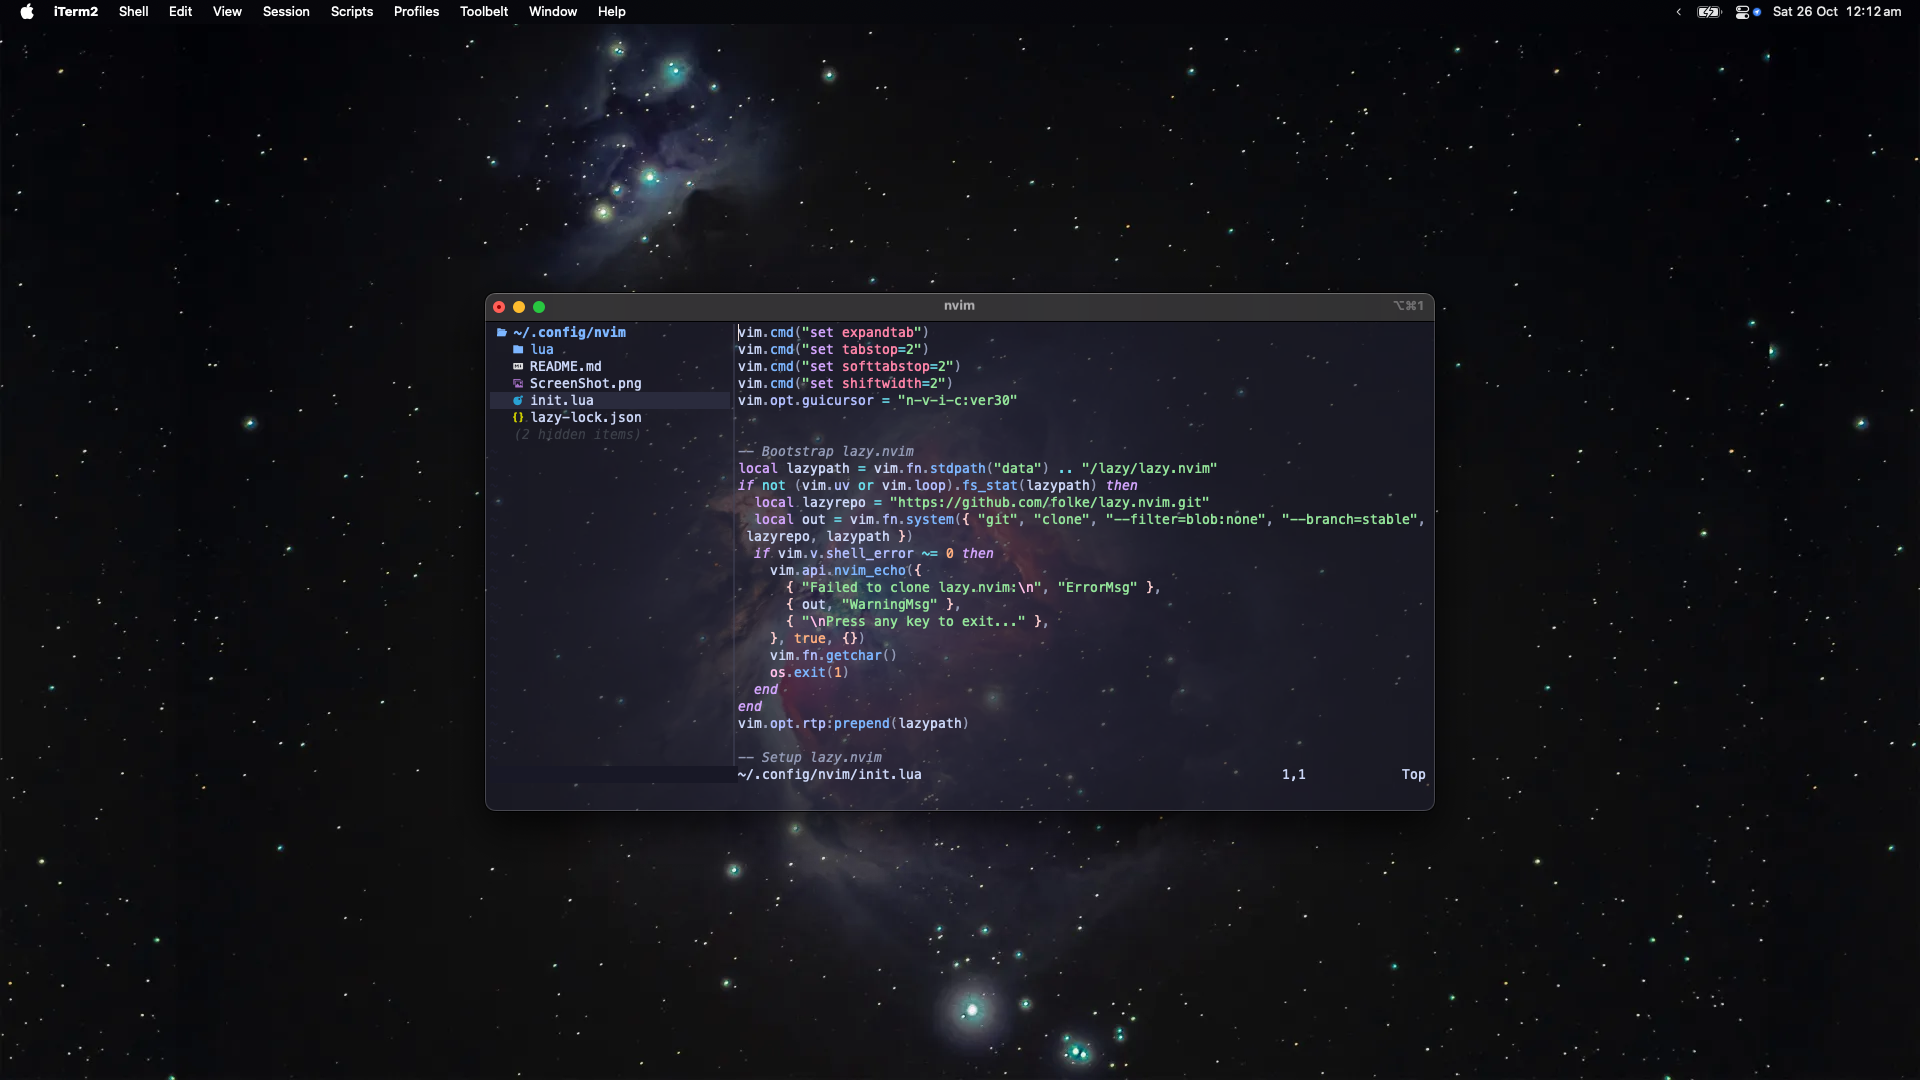 iTerm2 Shell Edit View Session Scripts Profiles Toolbelt Window Help Sat 26 Oct 12:12 am
nvim ⌥⌘1
~/.config/nvim
lua
README.md
ScreenShot.png
init.lua
{} lazy-lock.json
(2 hidden items)
vim.cmd("set expandtab")
vim.cmd("set tabstop=2")
vim.cmd("set softtabstop=2")
vim.cmd("set shiftwidth=2")
vim.opt.guicursor = "n-v-i-c:ver30"
-- Bootstrap lazy.nvim
local lazypath = vim.fn.stdpath("data") .. "/lazy/lazy.nvim"
if not (vim.uv or vim.loop).fs_stat(lazypath) then
local lazyrepo = "https://github.com/folke/lazy.nvim.git"
local out = vim.fn.system({ "git", "clone", "--filter=blob:none", "--branch=stable",
lazyrepo, lazypath })
if vim.v.shell_error ~= 0 then
vim.api.nvim_echo({
{ "Failed to clone lazy.nvim:\n", "ErrorMsg" },
{ out, "WarningMsg" },
{ "\nPress any key to exit..." },
}, true, {})
vim.fn.getchar()
os.exit(1)
end
end
vim.opt.rtp:prepend(lazypath)
-- Setup lazy.nvim
~/.config/nvim/init.lua 1,1 Top